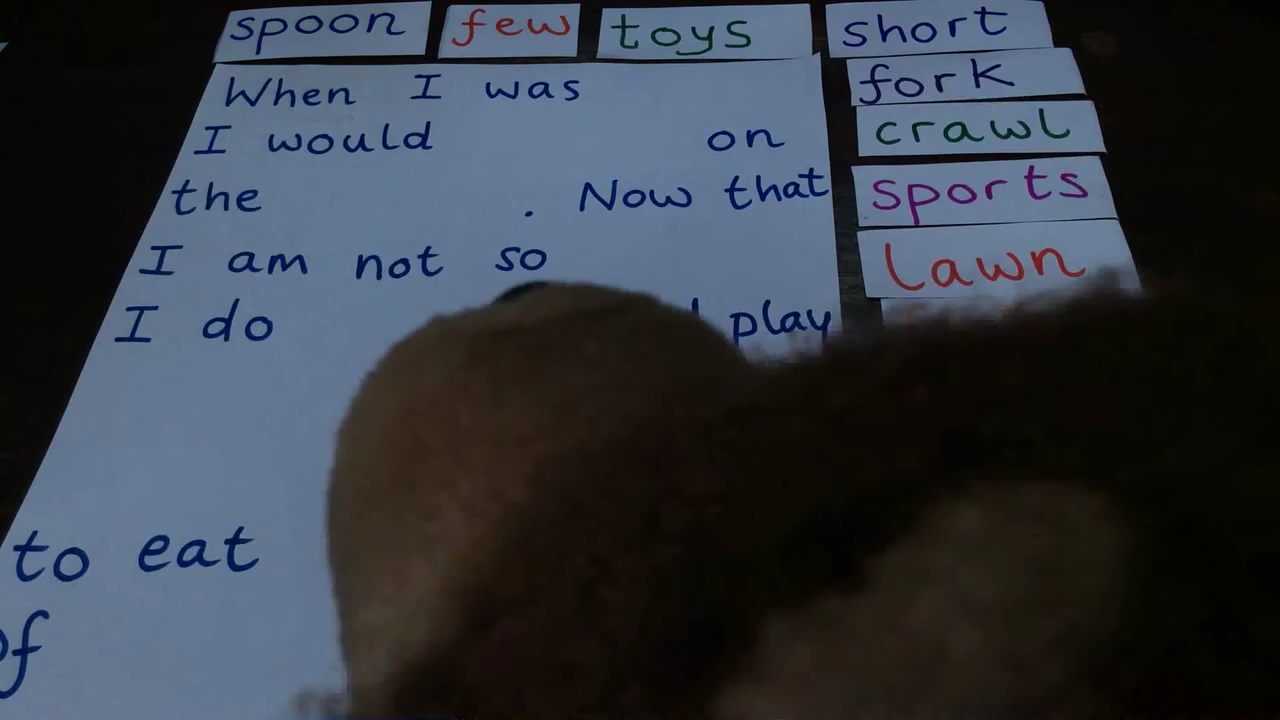 spoon few toys short
fork
crawl
sports
lawn
When I was
I would on
the . Now that
I am not so
I do play
to eat
of